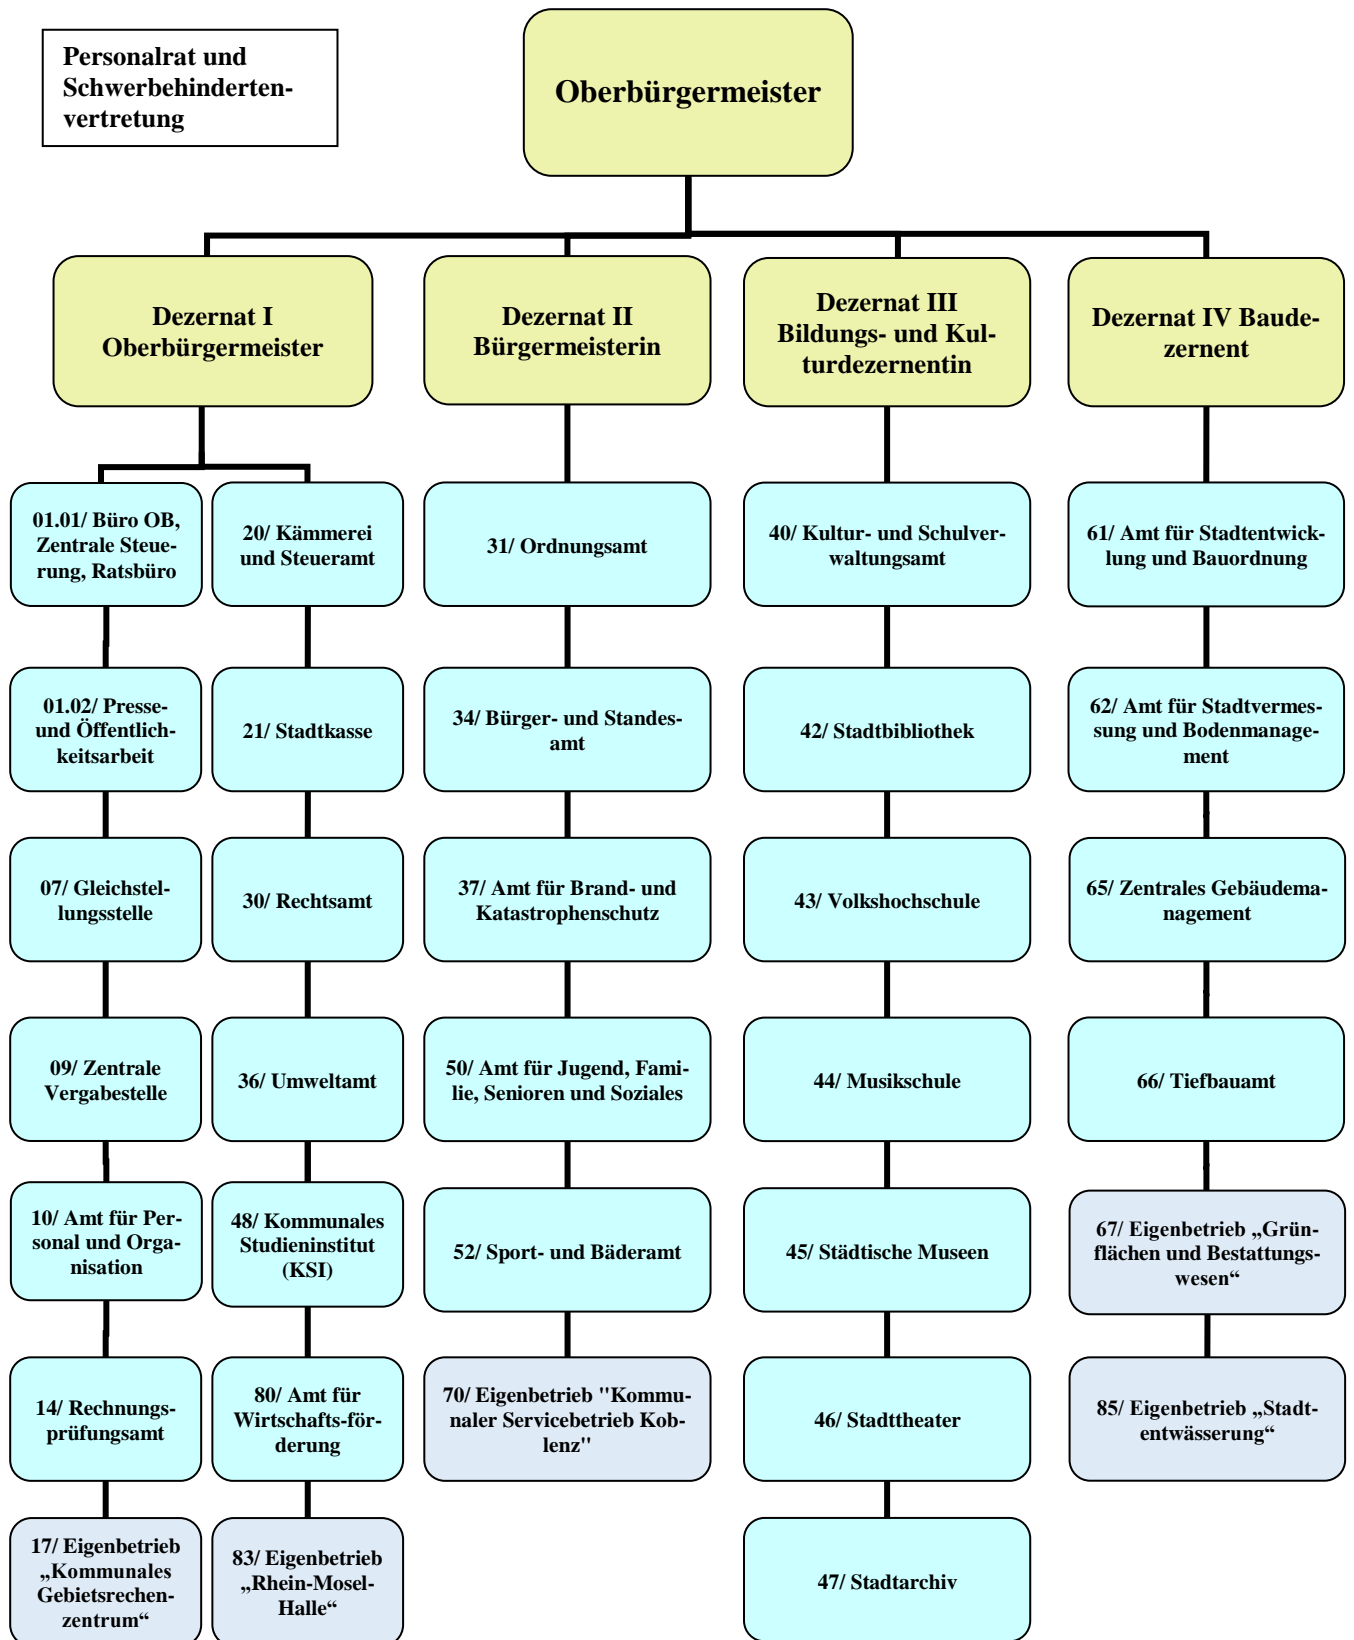 Personalrat und
Schwerbehinderten-
vertretung
Oberbürgermeister
Dezernat I
Oberbürgermeister
Dezernat II
Bürgermeisterin
Dezernat III
Bildungs- und Kul-
turdezernentin
Dezernat IV Baude-
zernent
01.01/ Büro OB,
Zentrale Steue-
rung, Ratsbüro
20/ Kämmerei
und Steueramt
31/ Ordnungsamt
40/ Kultur- und Schulver-
waltungsamt
61/ Amt für Stadtentwick-
lung und Bauordnung
01.02/ Presse-
und Öffentlich-
keitsarbeit
21/ Stadtkasse
34/ Bürger- und Standes-
amt
42/ Stadtbibliothek
62/ Amt für Stadtvermes-
sung und Bodenmanage-
ment
07/ Gleichstel-
lungsstelle
30/ Rechtsamt
37/ Amt für Brand- und
Katastrophenschutz
43/ Volkshochschule
65/ Zentrales Gebäudema-
nagement
09/ Zentrale
Vergabestelle
36/ Umweltamt
50/ Amt für Jugend, Fami-
lie, Senioren und Soziales
44/ Musikschule
66/ Tiefbauamt
10/ Amt für Per-
sonal und Orga-
nisation
48/ Kommunales
Studieninstitut
(KSI)
52/ Sport- und Bäderamt
45/ Städtische Museen
67/ Eigenbetrieb „Grün-
flächen und Bestattungs-
wesen“
14/ Rechnungs-
prüfungsamt
80/ Amt für
Wirtschafts-för-
derung
70/ Eigenbetrieb "Kommu-
naler Servicebetrieb Kob-
lenz"
46/ Stadttheater
85/ Eigenbetrieb „Stadt-
entwässerung“
17/ Eigenbetrieb
„Kommunales
Gebietsrechen-
zentrum“
83/ Eigenbetrieb
„Rhein-Mosel-
Halle“
47/ Stadtarchiv